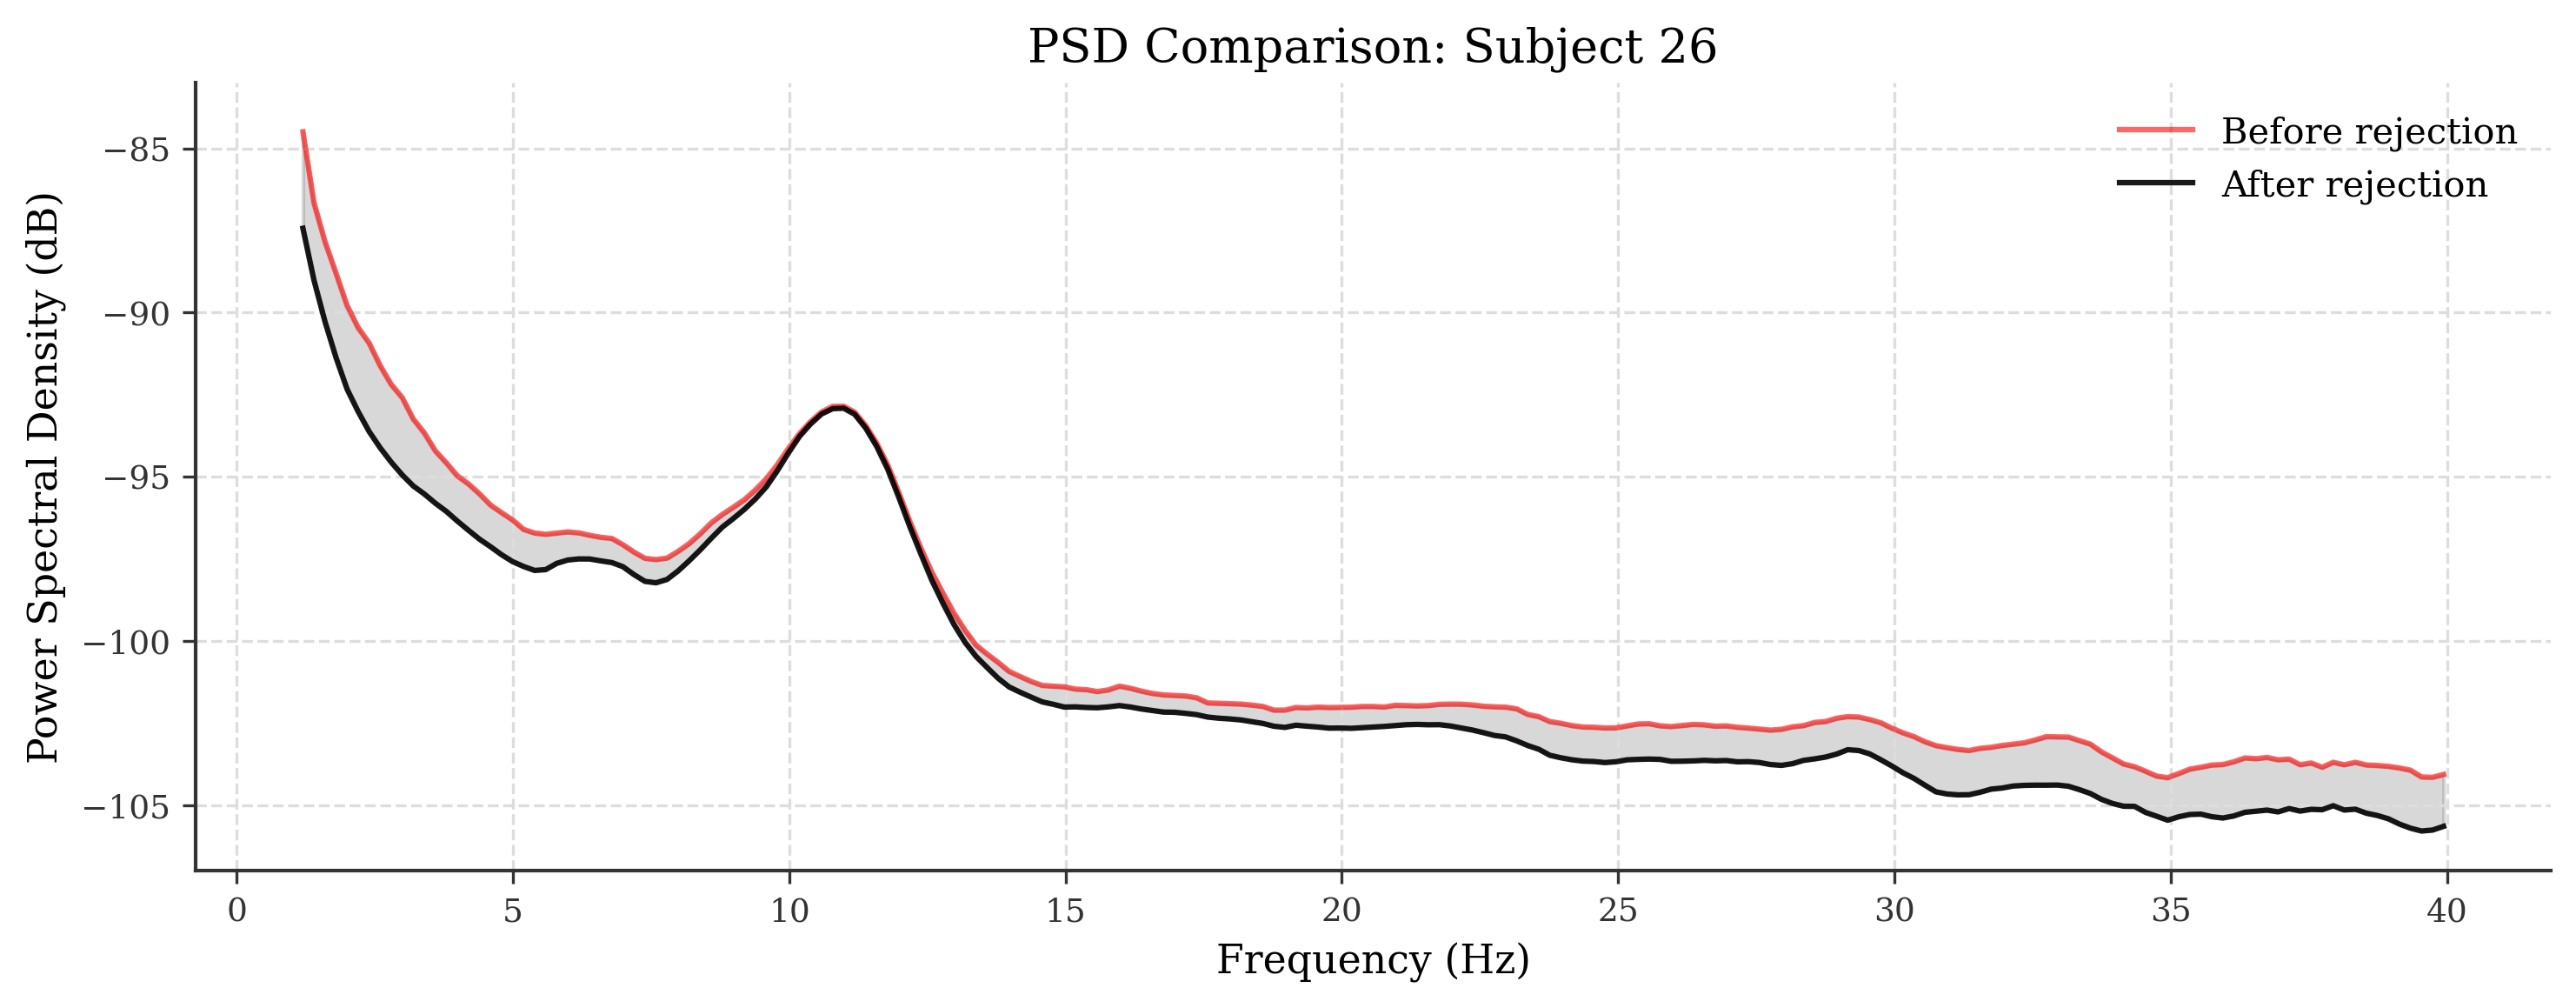 PSD Comparison: Subject 26
Before rejection
After rejection
Power Spectral Density (dB)
−85
−90
−95
−100
−105
0 5 10 15 20 25 30 35 40
Frequency (Hz)